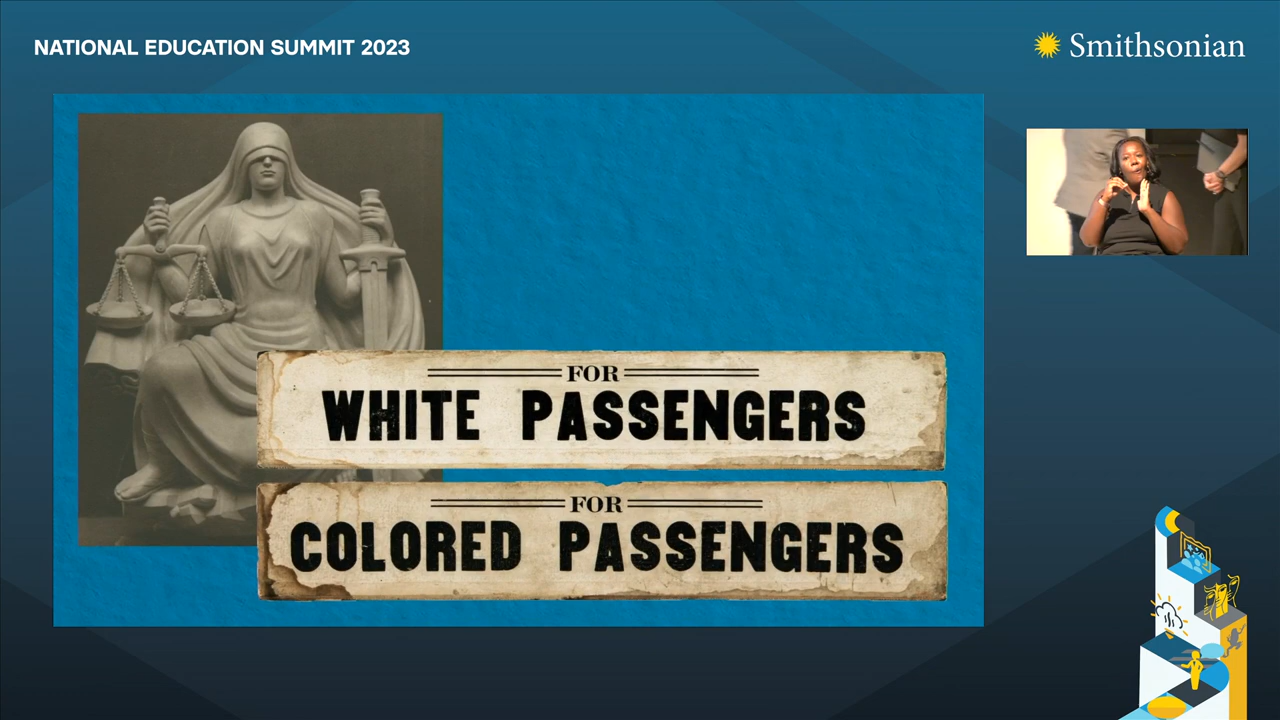 NATIONAL EDUCATION SUMMIT 2023
Smithsonian
FOR
WHITE PASSENGERS
FOR
COLORED PASSENGERS